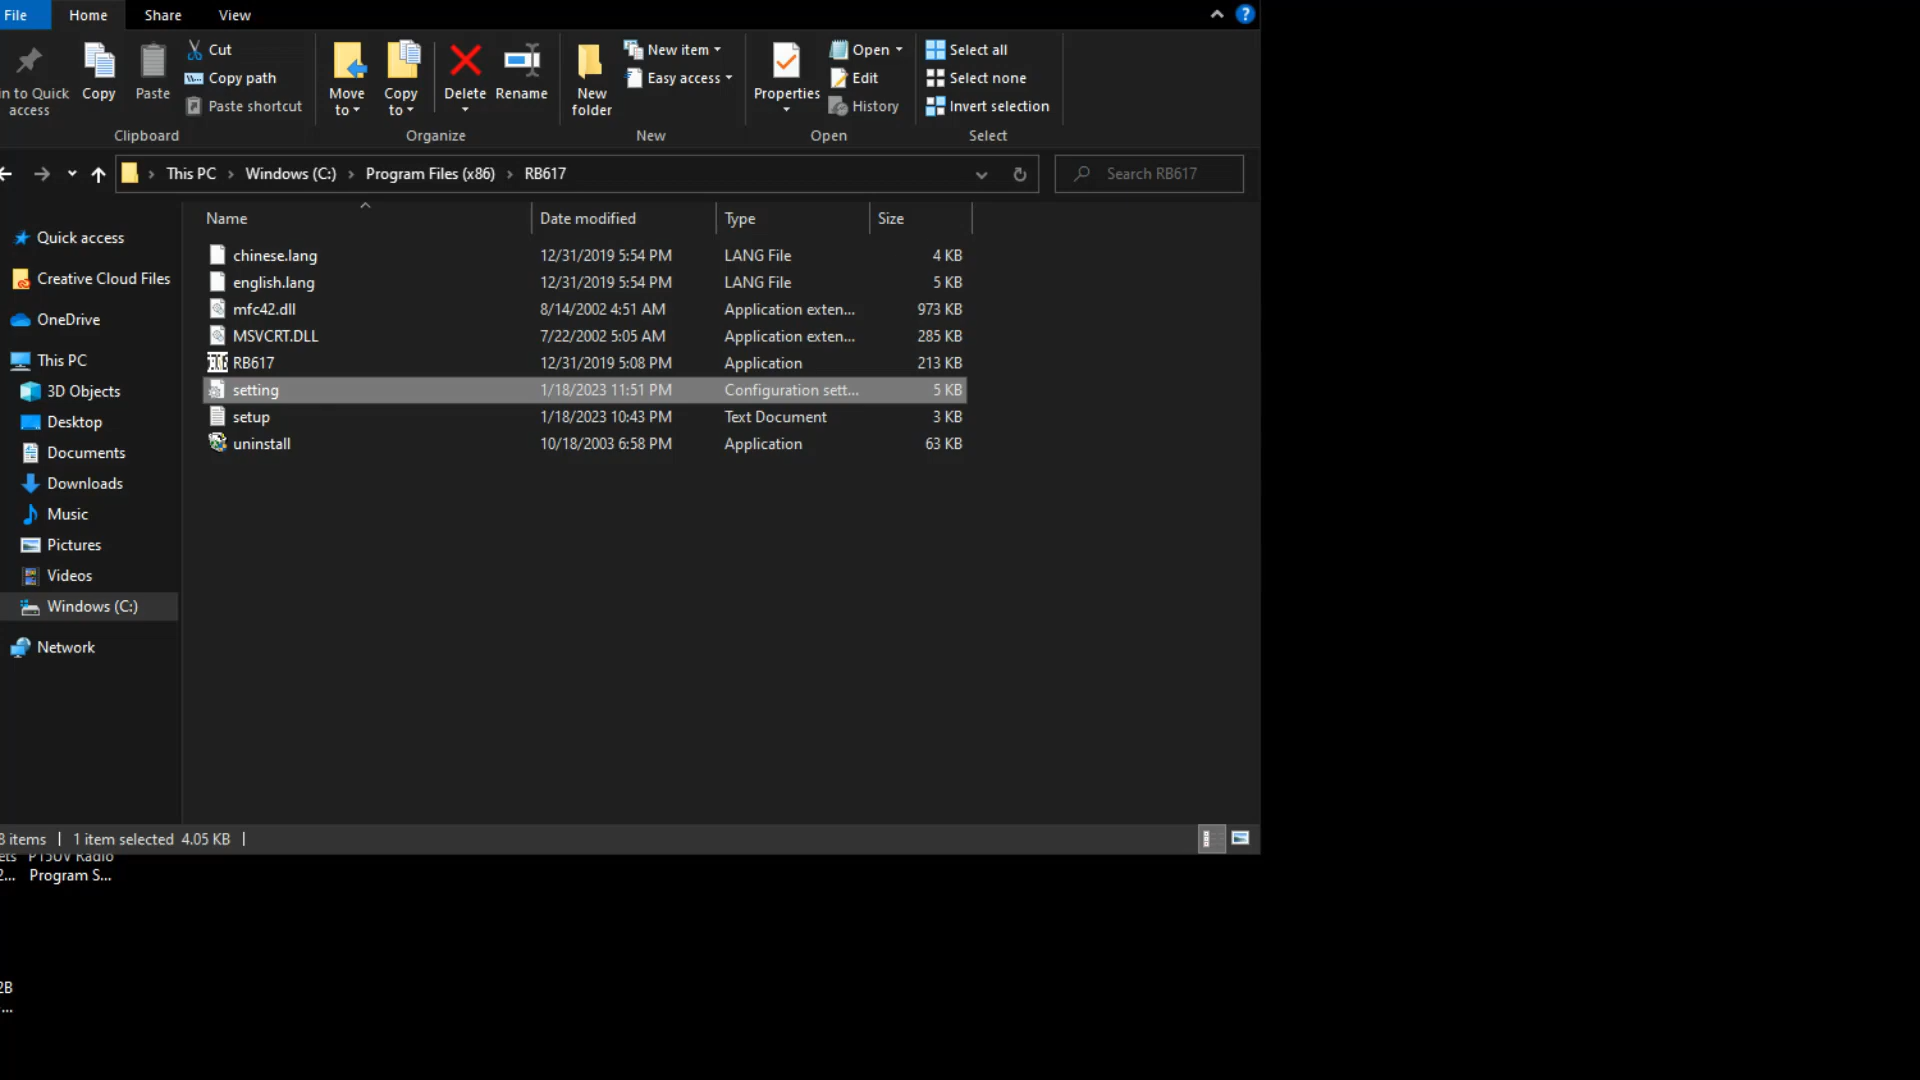 File Home Share View
in to Quick access
Copy
Paste
Cut
Copy path
Paste shortcut
Clipboard
Move to
Copy to
Delete
Rename
Organize
New folder
New item
Easy access
New
Properties
Open
Edit
History
Open
Select all
Select none
Invert selection
Select
This PC > Windows (C:) > Program Files (x86) > RB617
Search RB617
Quick access
Creative Cloud Files
OneDrive
This PC
3D Objects
Desktop
Documents
Downloads
Music
Pictures
Videos
Windows (C:)
Network
Name Date modified Type Size
chinese.lang 12/31/2019 5:54 PM LANG File 4 KB
english.lang 12/31/2019 5:54 PM LANG File 5 KB
mfc42.dll 8/14/2002 4:51 AM Application exten... 973 KB
MSVCRT.DLL 7/22/2002 5:05 AM Application exten... 285 KB
RB617 12/31/2019 5:08 PM Application 213 KB
setting 1/18/2023 11:51 PM Configuration sett... 5 KB
setup 1/18/2023 10:43 PM Text Document 3 KB
uninstall 10/18/2003 6:58 PM Application 63 KB
8 items 1 item selected 4.05 KB
ets P15UV Radio
2... Program S...
2B
...